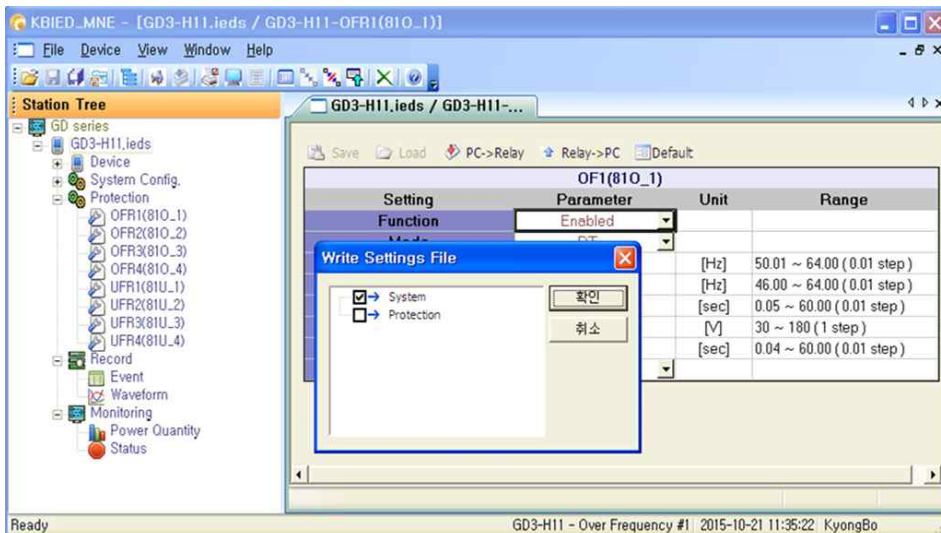 KBIED_MNE - [GD3-H11.ieds / GD3-H11-OFR1(81O_1)]
File Device View Window Help
Station Tree
GD series
GD3-H11.ieds
Device
System Config.
Protection
OFR1(81O_1)
OFR2(81O_2)
OFR3(81O_3)
OFR4(81O_4)
UFR1(81U_1)
UFR2(81U_2)
UFR3(81U_3)
UFR4(81U_4)
Record
Event
Waveform
Monitoring
Power Quantity
Status
GD3-H11.ieds / GD3-H11-...
Save Load PC->Relay Relay->PC Default
OF1(81O_1)
Setting Parameter Unit Range
Function Enabled
[Hz] 50.01 ~ 64.00 ( 0.01 step )
[Hz] 46.00 ~ 64.00 ( 0.01 step )
[sec] 0.05 ~ 60.00 ( 0.01 step )
[V] 30 ~ 180 ( 1 step )
[sec] 0.04 ~ 60.00 ( 0.01 step )
Write Settings File
System
Protection
확인
취소
Ready
GD3-H11 - Over Frequency #1 2015-10-21 11:35:22 KyongBo